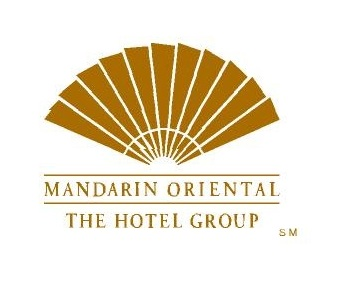 MANDARIN ORIENTAL
THE HOTEL GROUP
SM